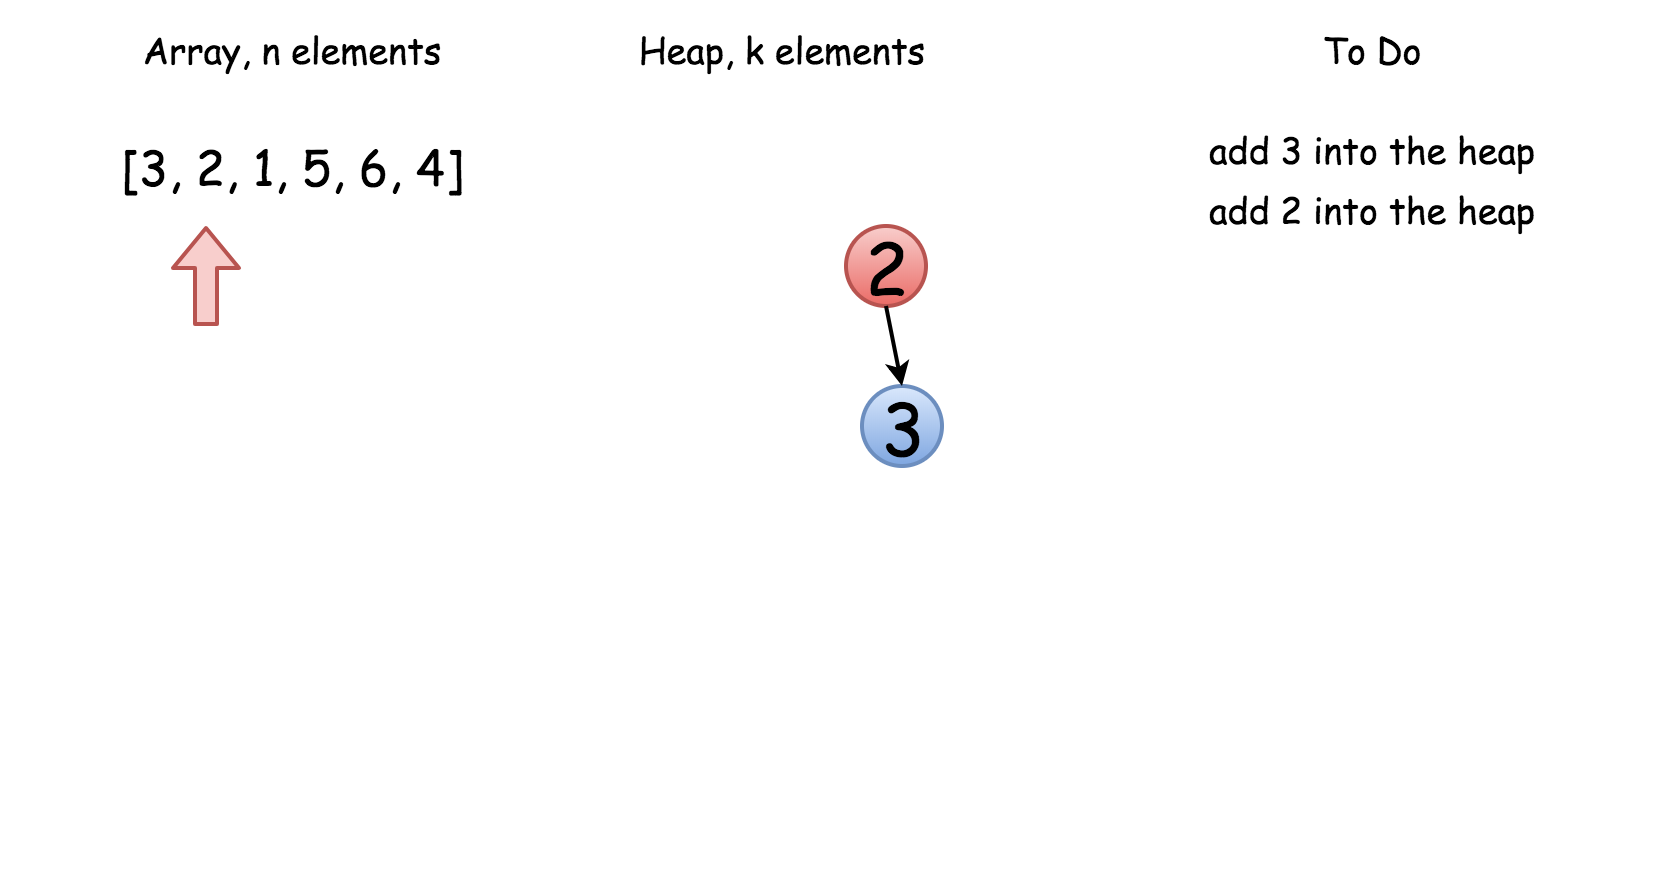 Array, n elements
Heap, k elements
To Do
[3, 2, 1, 5, 6, 4]
add 3 into the heap
add 2 into the heap
2
3